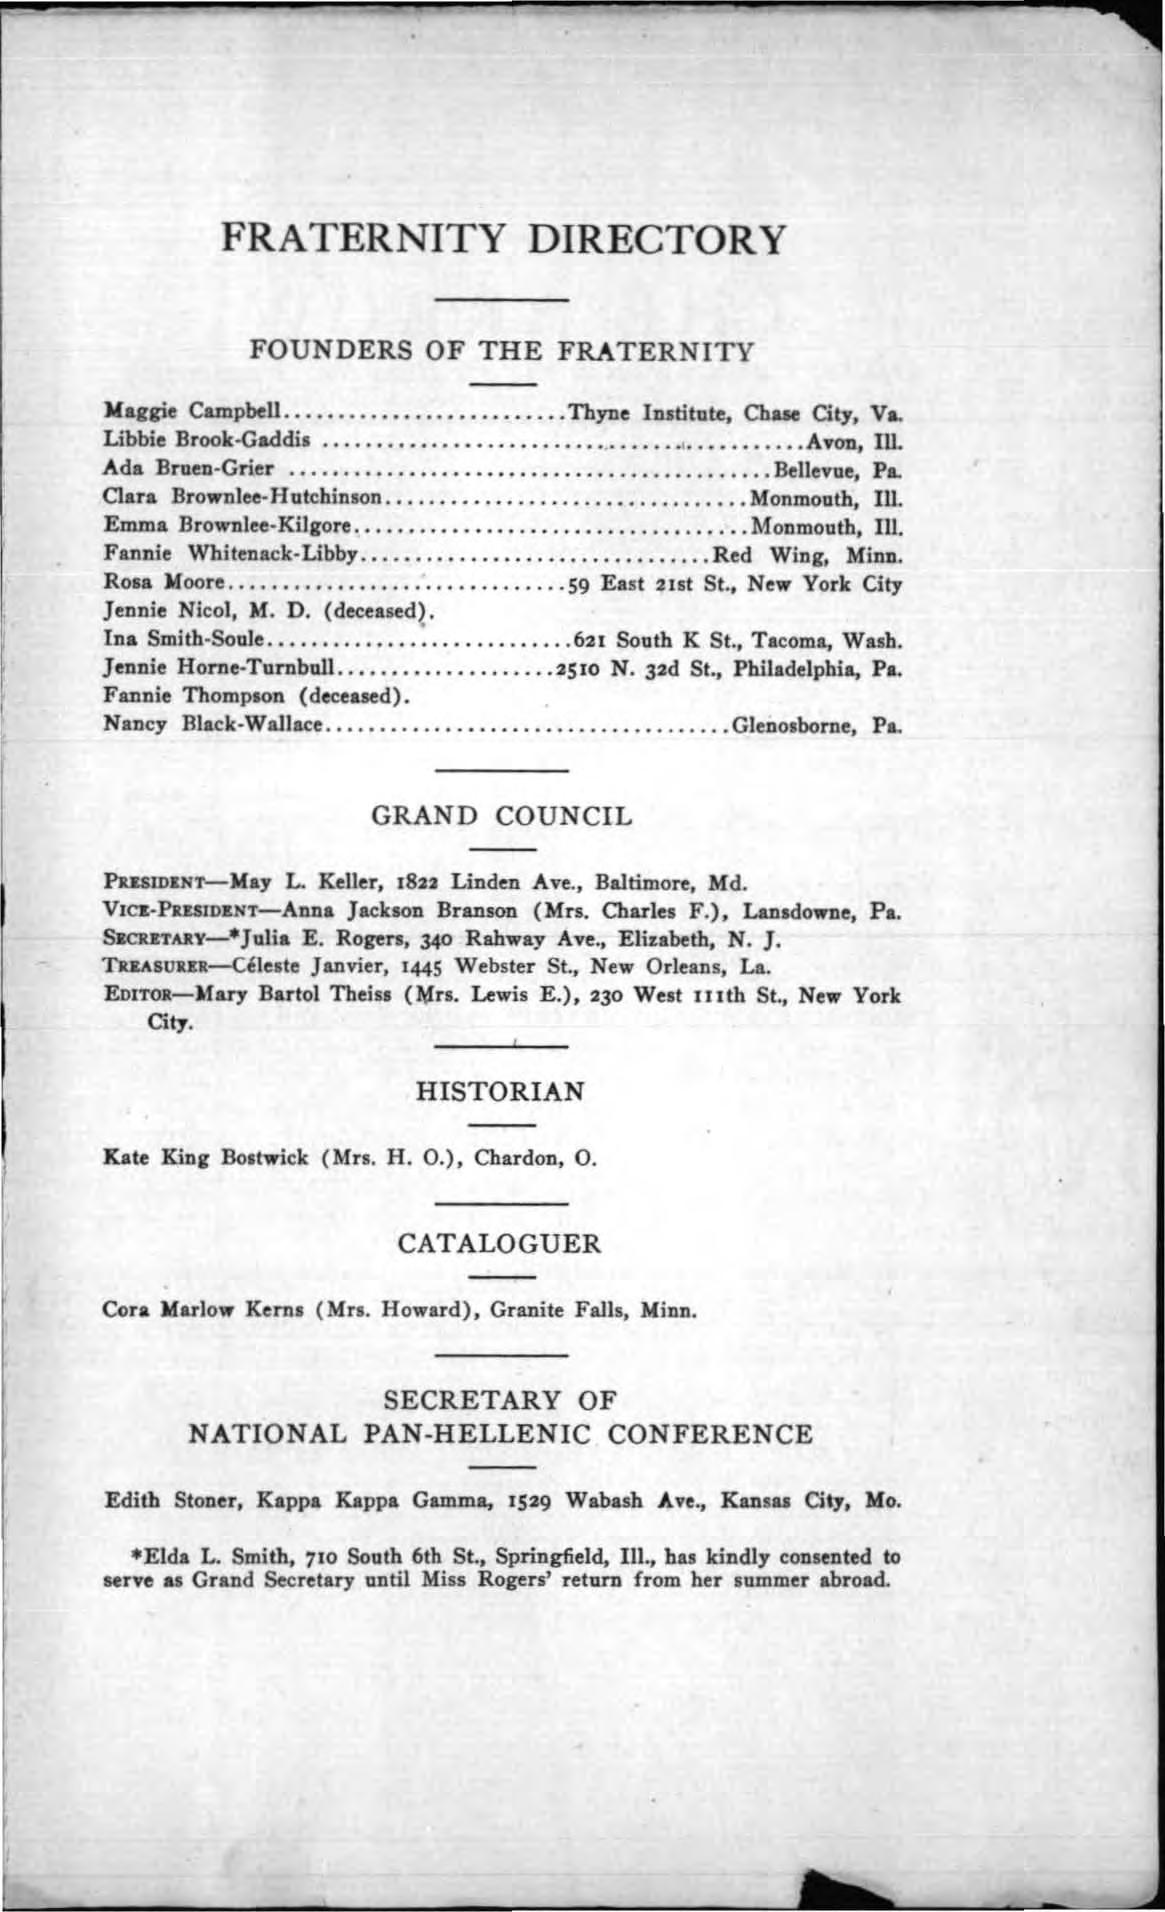 FRATERNITY DIRECTORY
FOUNDERS OF THE FRATERNITY
Maggie Campbell..........................Thyne Institute, Chase City, Va.
Libbie Brook-Gaddis ............................................Avon, Ill.
Ada Bruen-Grier .............................................Bellevue, Pa.
Clara Brownlee-Hutchinson..................................Monmouth, Ill.
Emma Brownlee-Kilgore.....................................Monmouth, Ill.
Fannie Whitenack-Libby.................................Red Wing, Minn.
Rosa Moore................................59 East 21st St., New York City
Jennie Nicol, M. D. (deceased).
Ina Smith-Soule.............................621 South K St., Tacoma, Wash.
Jennie Horne-Turnbull....................2510 N. 32d St., Philadelphia, Pa.
Fannie Thompson (deceased).
Nancy Black-Wallace......................................Glenosborne, Pa.
GRAND COUNCIL
PRESIDENT—May L. Keller, 1822 Linden Ave., Baltimore, Md.
VICE-PRESIDENT—Anna Jackson Branson (Mrs. Charles F.), Lansdowne, Pa.
SECRETARY—*Julia E. Rogers, 340 Rahway Ave., Elizabeth, N. J.
TREASURER—Céleste Janvier, 1445 Webster St., New Orleans, La.
EDITOR—Mary Bartol Theiss (Mrs. Lewis E.), 230 West 111th St., New York
City.
HISTORIAN
Kate King Bostwick (Mrs. H. O.), Chardon, O.
CATALOGUER
Cora Marlow Kerns (Mrs. Howard), Granite Falls, Minn.
SECRETARY OF
NATIONAL PAN-HELLENIC CONFERENCE
Edith Stoner, Kappa Kappa Gamma, 1529 Wabash Ave., Kansas City, Mo.
*Elda L. Smith, 710 South 6th St., Springfield, Ill., has kindly consented to
serve as Grand Secretary until Miss Rogers' return from her summer abroad.